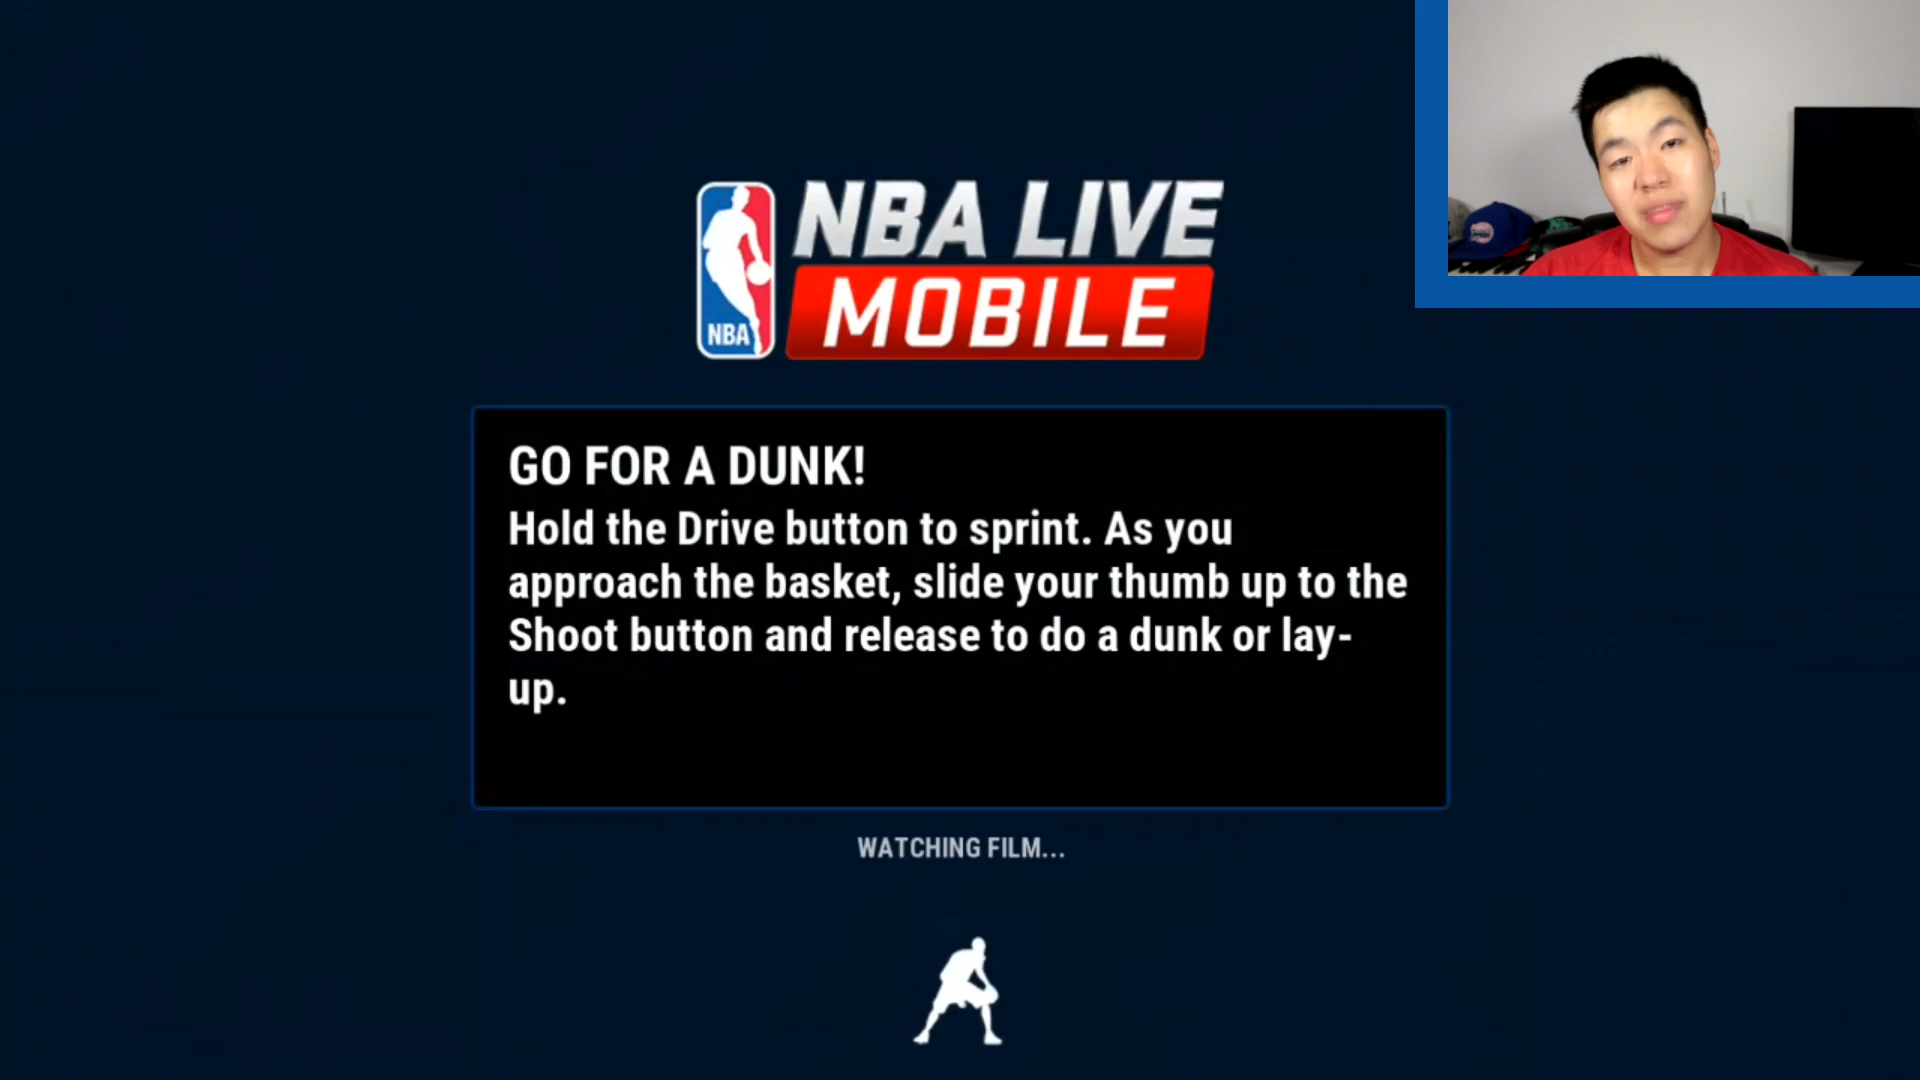 NBA LIVE
MOBILE
NBA
GO FOR A DUNK!
Hold the Drive button to sprint. As you
approach the basket, slide your thumb up to the
Shoot button and release to do a dunk or lay-
up.
WATCHING FILM...